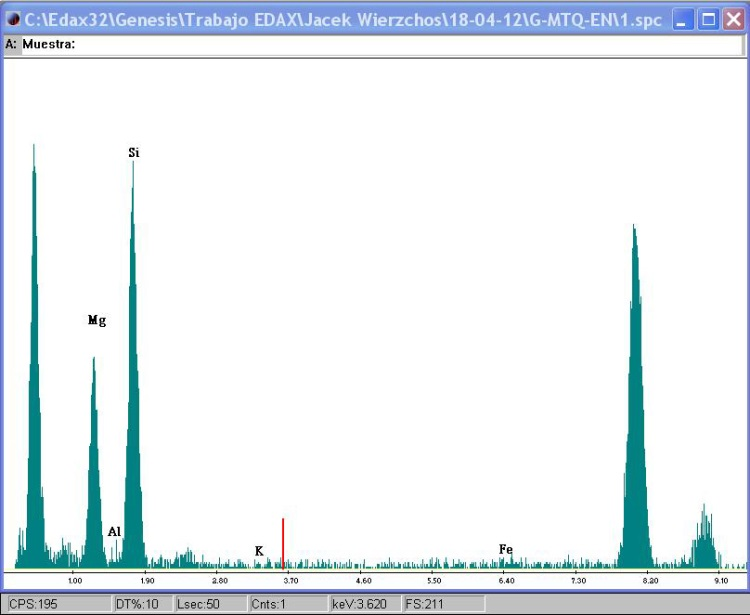 C:\Edax32\Genesis\Trabajo EDAX\Jacek Wierzchos\18-04-12\G-MTQ-EN\1.spc
A: Muestra:
Si
Mg
Al
K
Fe
1.00 1.90 2.80 3.70 4.60 5.50 6.40 7.30 8.20 9.10
CPS:195 DT%:10 Lsec:50 Cnts:1 keV:3.620 FS:211